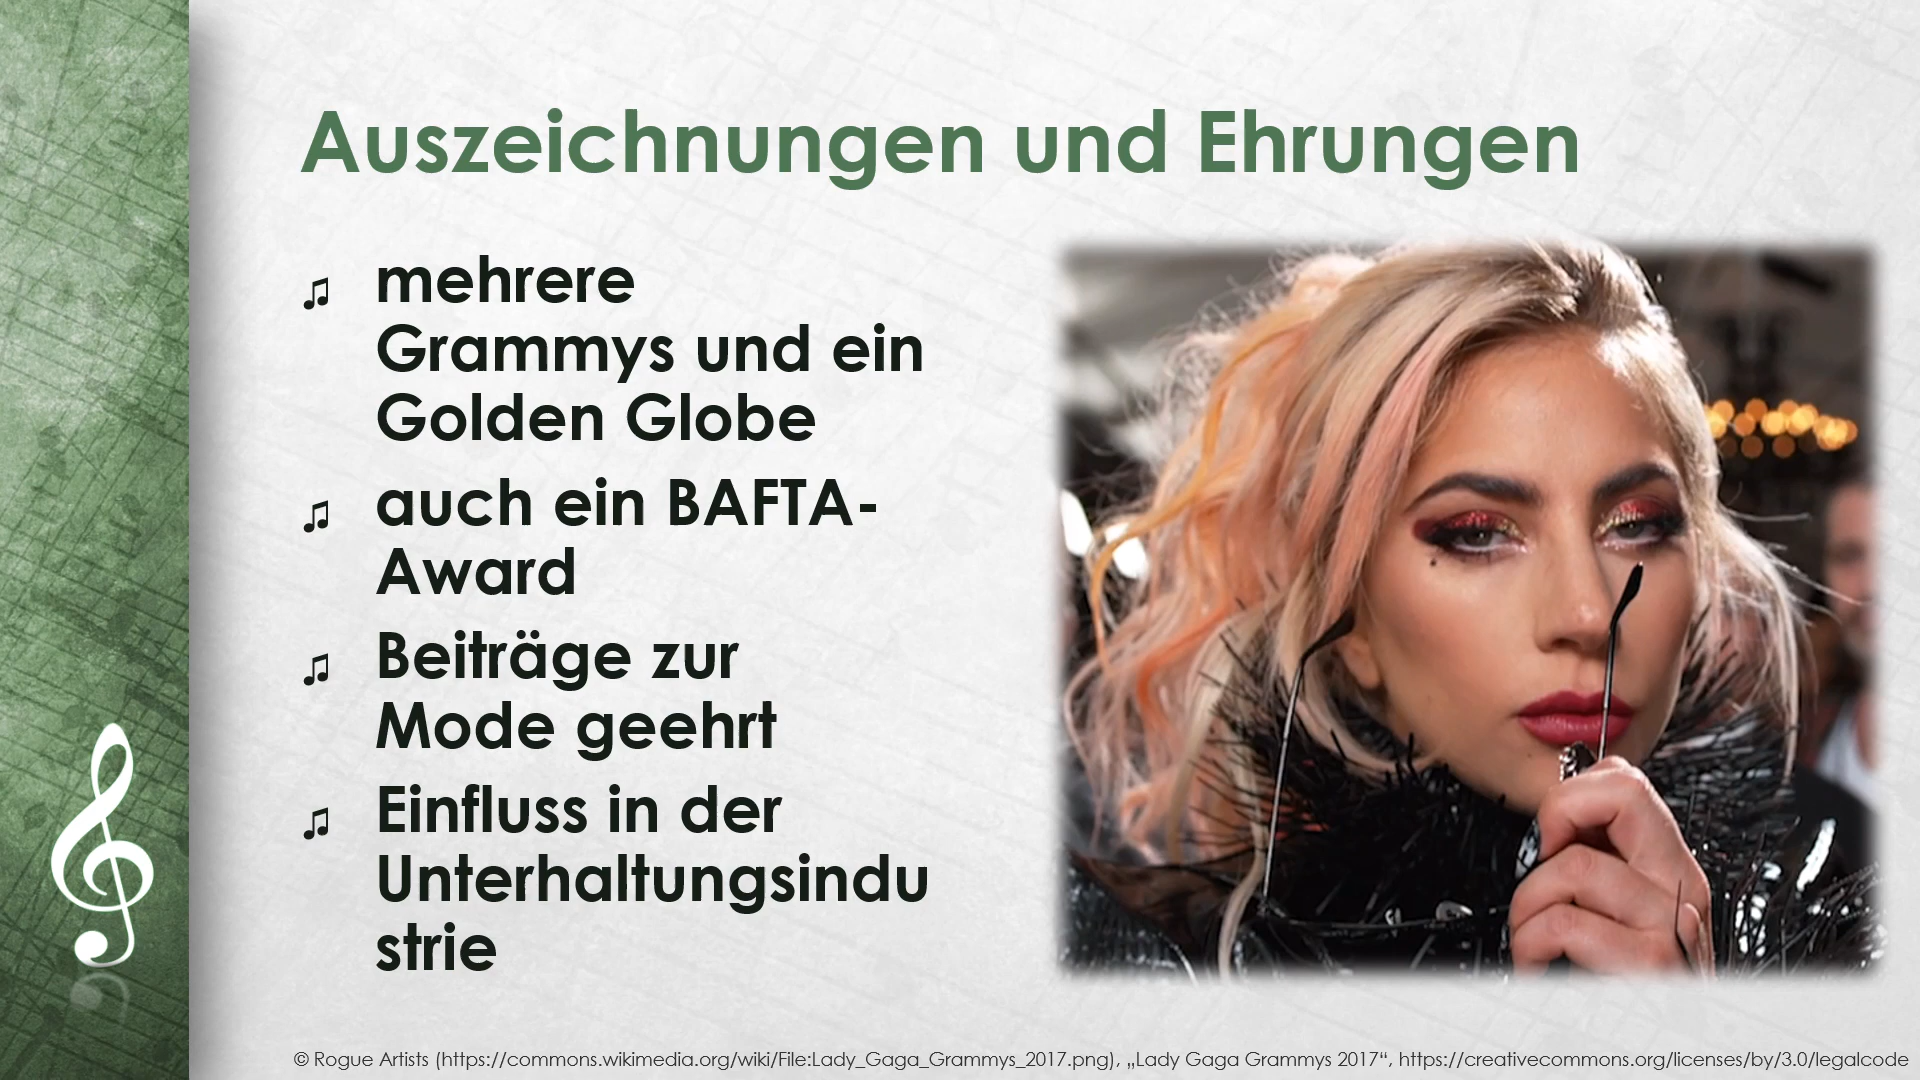 Auszeichnungen und Ehrungen
♫ mehrere
Grammys und ein
Golden Globe
♫ auch ein BAFTA-
Award
♫ Beiträge zur
Mode geehrt
♫ Einfluss in der
Unterhaltungsindu
strie
© Rogue Artists (https://commons.wikimedia.org/wiki/File:Lady_Gaga_Grammys_2017.png), „Lady Gaga Grammys 2017“, https://creativecommons.org/licenses/by/3.0/legalcode